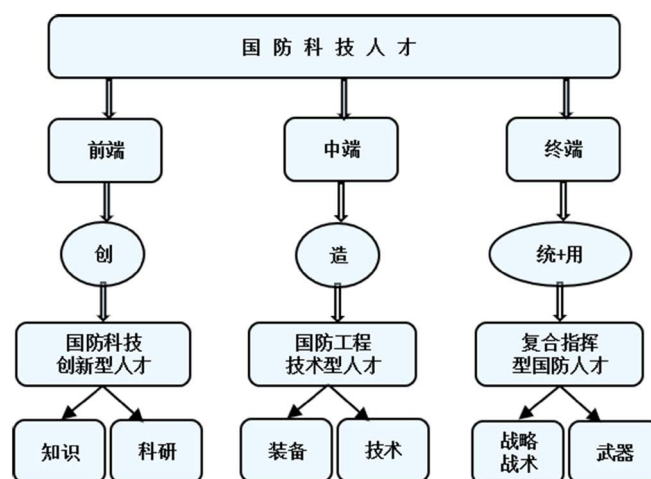 国防科技人才
前端
中端
终端
创
造
统+用
国防科技
创新型人才
国防工程
技术型人才
复合指挥
型国防人才
知识
科研
装备
技术
战略
战术
武器